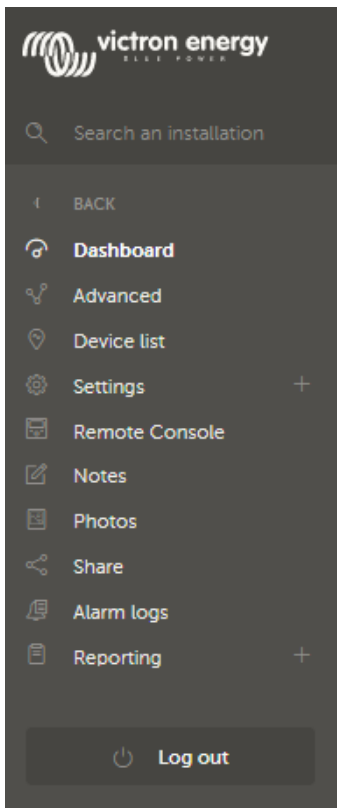 victron energy
BLUE POWER
Search an installation
BACK
Dashboard
Advanced
Device list
Settings +
Remote Console
Notes
Photos
Share
Alarm logs
Reporting +
Log out